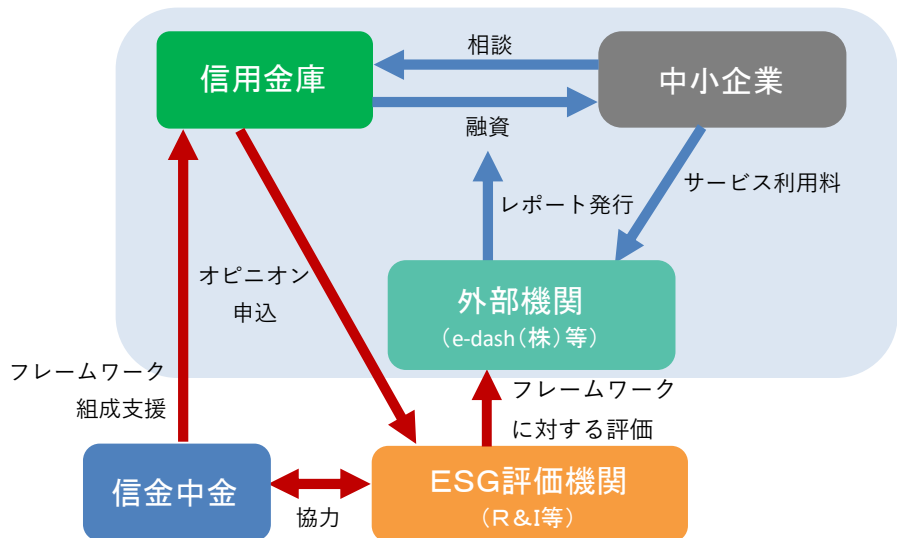 相談
信用金庫
中小企業
融資
サービス利用料
レポート発行
オピニオン
申込
外部機関
（e-dash（株）等）
フレームワーク
組成支援
フレームワーク
に対する評価
信金中金
協力
ESG評価機関
（R＆I等）